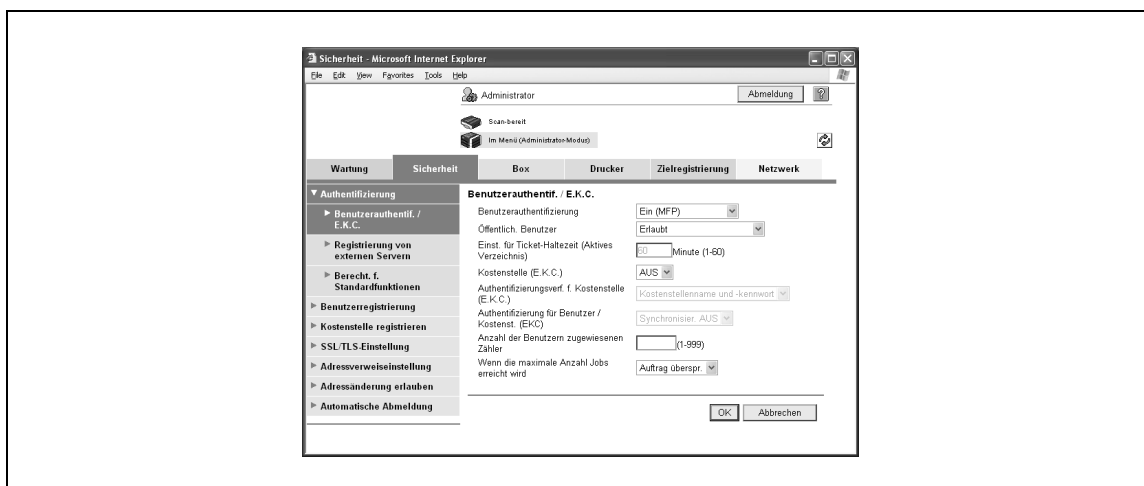 Sicherheit - Microsoft Internet Explorer
File Edit View Favorites Tools Help
Administrator
Abmeldung
?
Scan-bereit
Im Menü (Administrator-Modus)
Wartung Sicherheit Box Drucker Zielregistrierung Netzwerk
Authentifizierung
Benutzerauthentif. /
E.K.C.
Registrierung von
externen Servern
Berecht. f.
Standardfunktionen
Benutzerregistrierung
Kostenstelle registrieren
SSL/TLS-Einstellung
Adressverweiseinstellung
Adressänderung erlauben
Automatische Abmeldung
Benutzerauthentif. / E.K.C.
Benutzerauthentifizierung Ein (MFP)
Öffentlich. Benutzer Erlaubt
Einst. für Ticket-Haltezeit (Aktives
Verzeichnis) 60 Minute (1-60)
Kostenstelle (E.K.C.) AUS
Authentifizierungsverf. f. Kostenstelle
(E.K.C.) Kostenstellenname und -kennwort
Authentifizierung für Benutzer /
Kostenst. (EKC) Synchronisier. AUS
Anzahl der Benutzern zugewiesenen
Zähler (1-999)
Wenn die maximale Anzahl Jobs
erreicht wird Auftrag überspr.
OK Abbrechen